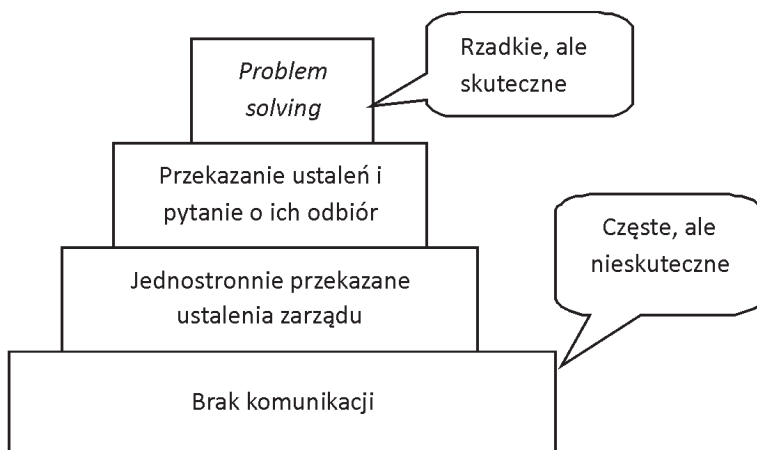 Problem
solving
Rzadkie, ale
skuteczne
Przekazanie ustaleń i
pytanie o ich odbiór
Częste, ale
nieskuteczne
Jednostronnie przekazane
ustalenia zarządu
Brak komunikacji